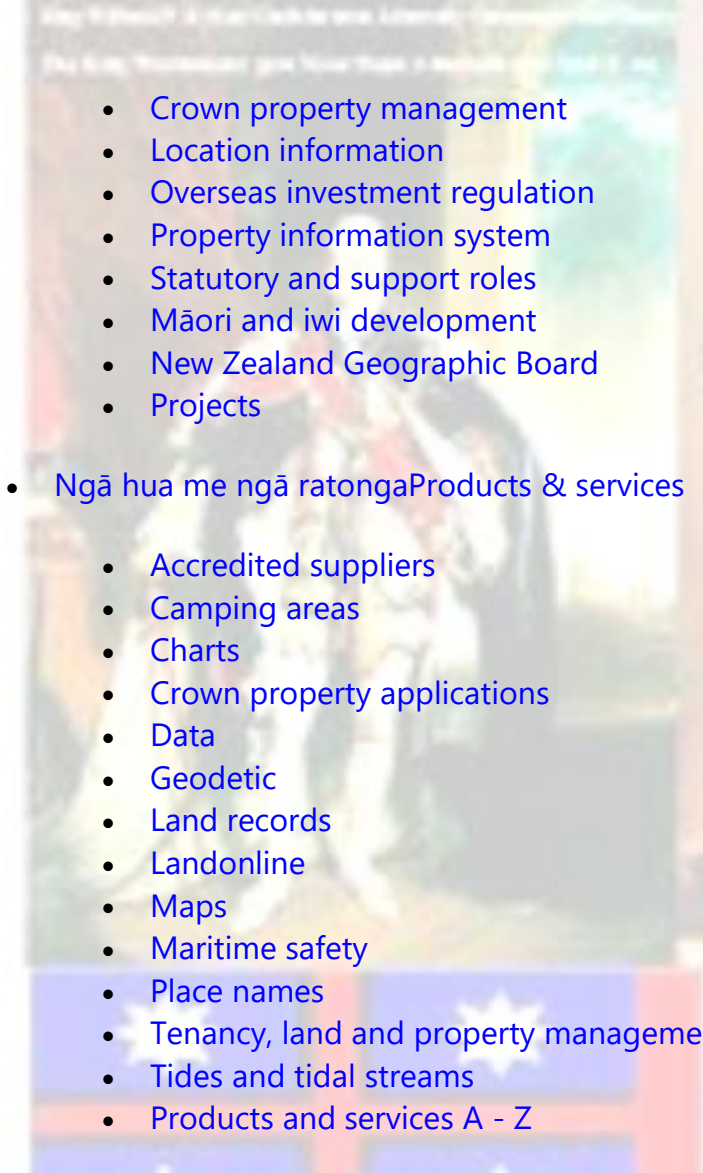 Crown property management
Location information
Overseas investment regulation
Property information system
Statutory and support roles
Māori and iwi development
New Zealand Geographic Board
Projects
Ngā hua me ngā ratongaProducts & services
Accredited suppliers
Camping areas
Charts
Crown property applications
Data
Geodetic
Land records
Landonline
Maps
Maritime safety
Place names
Tenancy, land and property manageme
Tides and tidal streams
Products and services A - Z